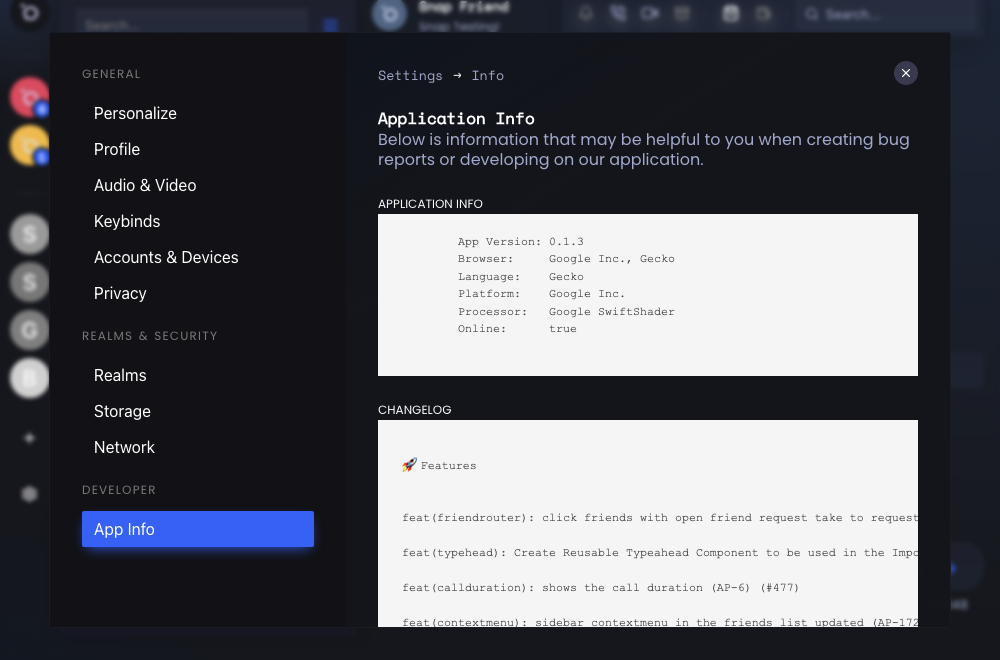 Search...
Snap Friend
Snap Testing!
Search...
GENERAL
Personalize
Profile
Audio & Video
Keybinds
Accounts & Devices
Privacy
REALMS & SECURITY
Realms
Storage
Network
DEVELOPER
App Info
Settings → Info
Application Info
Below is information that may be helpful to you when creating bug
reports or developing on our application.
APPLICATION INFO
App Version: 0.1.3
Browser: Google Inc., Gecko
Language: Gecko
Platform: Google Inc.
Processor: Google SwiftShader
Online: true
CHANGELOG
🚀 Features
feat(friendrouter): click friends with open friend request take to request
feat(typehead): Create Reusable Typeahead Component to be used in the Impo
feat(callduration): shows the call duration (AP-6) (#477)
feat(contextmenu): sidebar contextmenu in the friends list updated (AP-172
S
S
G